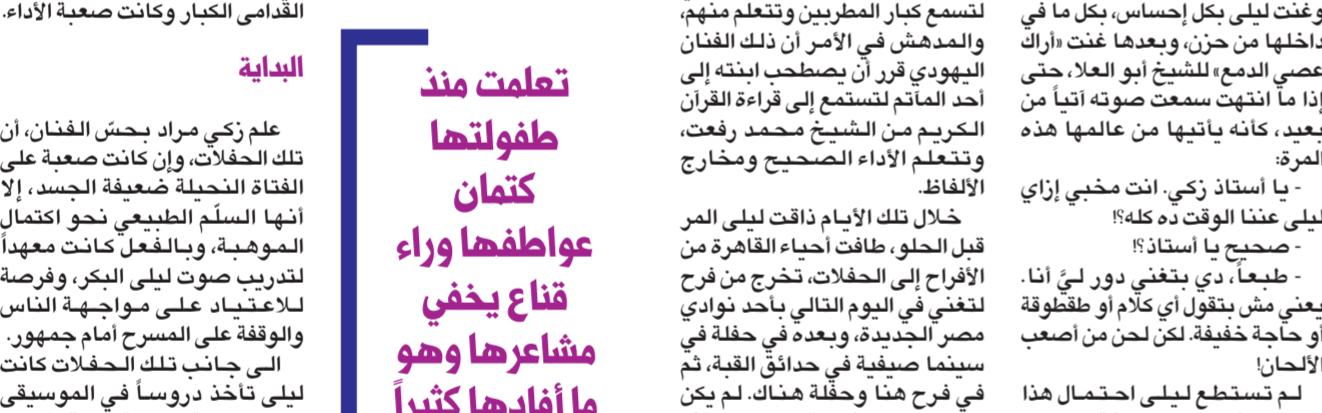 وغنت ليلى بكل إحساس، بكل ما في
داخلها من حزن، وبعدها غنت «أراك
عصي الدمع» للشيخ أبو العلا، حتى
إذا ما انتهت سمعت صوته آتياً من
بعيد، كأنه يأتيها من عالمها هذه
المرة:
- يا أستاذ زكي. انت مخبي إزاي
ليلى عننا الوقت ده كله؟!
- صحيح يا أستاذ؟!
- طبعاً، دي بتغني دور ليَّ أنا.
يعني مش بتقول أي كلام أو طقطوقة
أو حاجة خفيفة. لكن لحن من أصعب
الألحان!
لم تستطع ليلى احتمال هذا
لتسمع كبار المطربين وتتعلم منهم،
والمدهش في الأمر أن ذلك الفنان
اليهودي قرر أن يصطحب ابنته إلى
أحد المآتم لتستمع إلى قراءة القرآن
الكريم من الشيخ محمد رفعت،
وتتعلم الأداء الصحيح ومخارج
الألفاظ.
خلال تلك الأيام ذاقت ليلى المر
قبل الحلو، طافت أحياء القاهرة من
الأفراح إلى الحفلات، تخرج من فرح
لتغني في اليوم التالي بأحد نوادي
مصر الجديدة، وبعده في حفلة في
سينما صيفية في حدائق القبة، ثم
في فرح هنا وحفلة هناك. لم يكن
تعلمت منذ
طفولتها
كتمان
عواطفها وراء
قناع يخفي
مشاعرها وهو
ما أفادها كثيراً
القدامى الكبار وكانت صعبة الأداء.
البداية
علم زكي مراد بحسّ الفنان، أن
تلك الحفلات، وإن كانت صعبة على
الفتاة النحيلة ضعيفة الجسد، إلا
أنها السلّم الطبيعي نحو اكتمال
الموهبة، وبالفعل كانت معهداً
لتدريب صوت ليلى البكر، وفرصة
للاعتياد على مواجهة الناس
والوقفة على المسرح أمام جمهور.
الى جانب تلك الحفلات كانت
ليلى تأخذ دروساً في الموسيقى